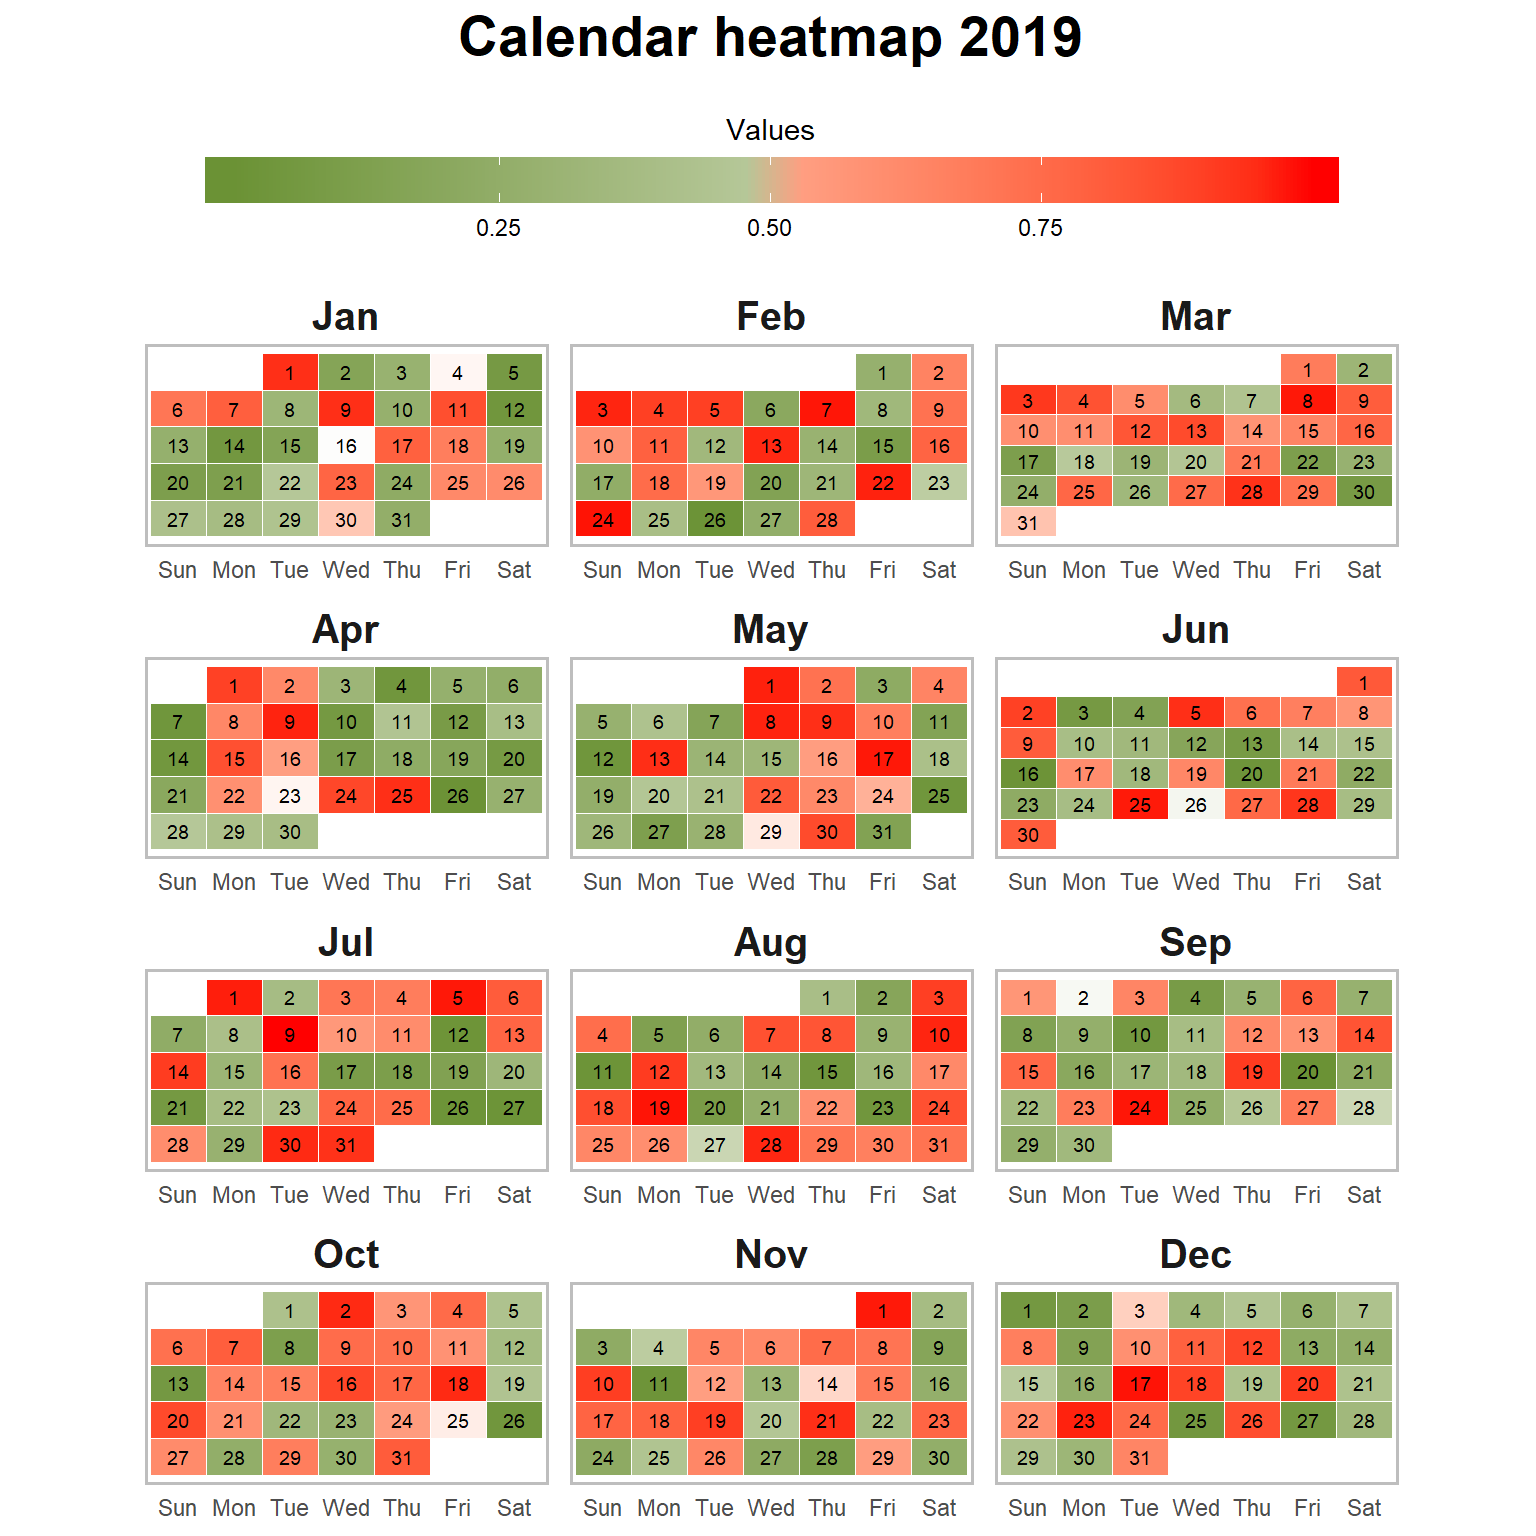 Calendar heatmap 2019
Values
0.25 0.50 0.75
Jan Feb Mar
1 2 3 4 5 1 2 1 2
6 7 8 9 10 11 12 3 4 5 6 7 8 9 3 4 5 6 7 8 9
13 14 15 16 17 18 19 10 11 12 13 14 15 16 10 11 12 13 14 15 16
20 21 22 23 24 25 26 17 18 19 20 21 22 23 17 18 19 20 21 22 23
27 28 29 30 31 24 25 26 27 28 24 25 26 27 28 29 30
31
Sun Mon Tue Wed Thu Fri Sat Sun Mon Tue Wed Thu Fri Sat Sun Mon Tue Wed Thu Fri Sat
Apr May Jun
1 2 3 4 5 6 1 2 3 4 1
7 8 9 10 11 12 13 5 6 7 8 9 10 11 2 3 4 5 6 7 8
14 15 16 17 18 19 20 12 13 14 15 16 17 18 9 10 11 12 13 14 15
21 22 23 24 25 26 27 19 20 21 22 23 24 25 16 17 18 19 20 21 22
28 29 30 26 27 28 29 30 31 23 24 25 26 27 28 29
30
Sun Mon Tue Wed Thu Fri Sat Sun Mon Tue Wed Thu Fri Sat Sun Mon Tue Wed Thu Fri Sat
Jul Aug Sep
1 2 3 4 5 6 1 2 3 1 2 3 4 5 6 7
7 8 9 10 11 12 13 4 5 6 7 8 9 10 8 9 10 11 12 13 14
14 15 16 17 18 19 20 11 12 13 14 15 16 17 15 16 17 18 19 20 21
21 22 23 24 25 26 27 18 19 20 21 22 23 24 22 23 24 25 26 27 28
28 29 30 31 25 26 27 28 29 30 31 29 30
Sun Mon Tue Wed Thu Fri Sat Sun Mon Tue Wed Thu Fri Sat Sun Mon Tue Wed Thu Fri Sat
Oct Nov Dec
1 2 3 4 5 1 2 1 2 3 4 5 6 7
6 7 8 9 10 11 12 3 4 5 6 7 8 9 8 9 10 11 12 13 14
13 14 15 16 17 18 19 10 11 12 13 14 15 16 15 16 17 18 19 20 21
20 21 22 23 24 25 26 17 18 19 20 21 22 23 22 23 24 25 26 27 28
27 28 29 30 31 24 25 26 27 28 29 30 29 30 31
Sun Mon Tue Wed Thu Fri Sat Sun Mon Tue Wed Thu Fri Sat Sun Mon Tue Wed Thu Fri Sat